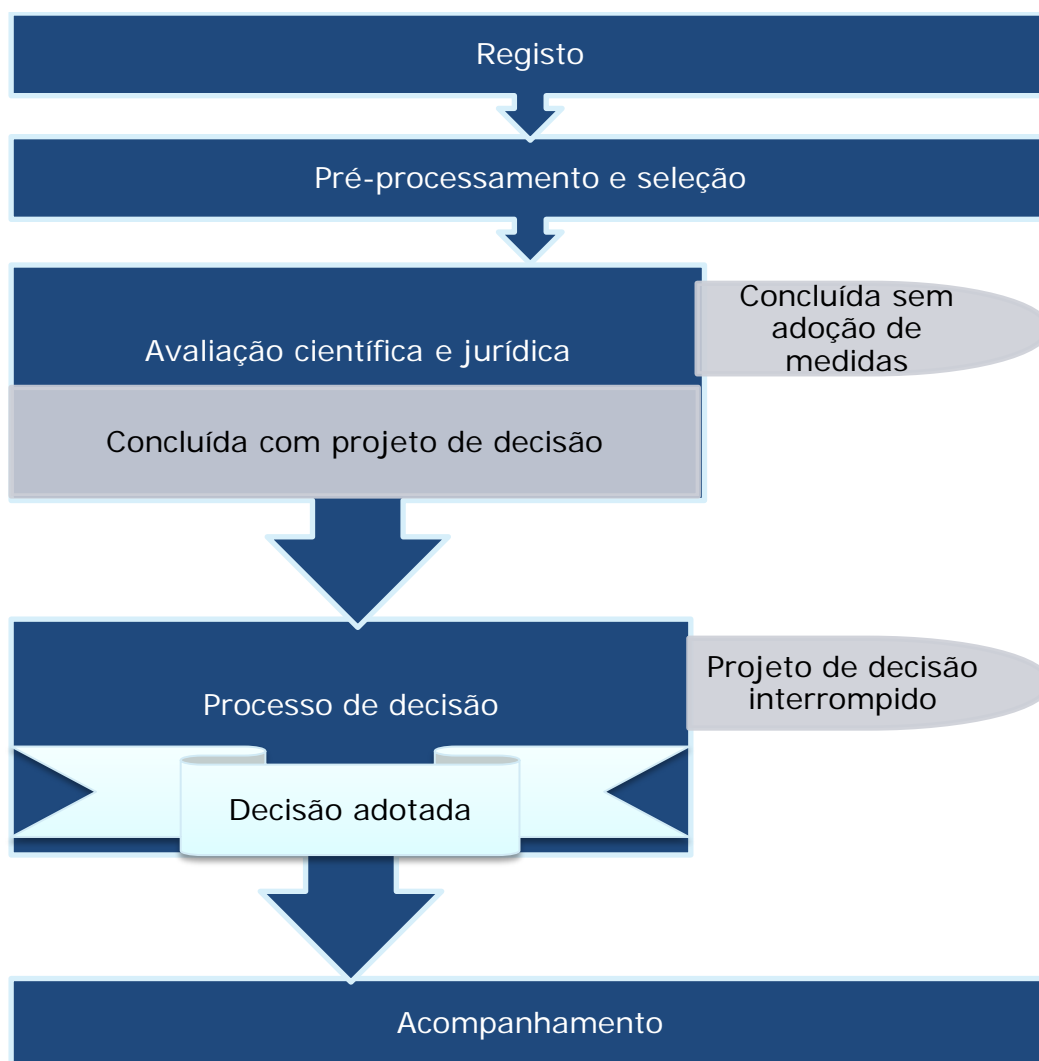 Registo
Pré-processamento e seleção
Concluída sem
adoção de
medidas
Avaliação científica e jurídica
Concluída com projeto de decisão
Projeto de decisão
interrompido
Processo de decisão
Decisão adotada
Acompanhamento